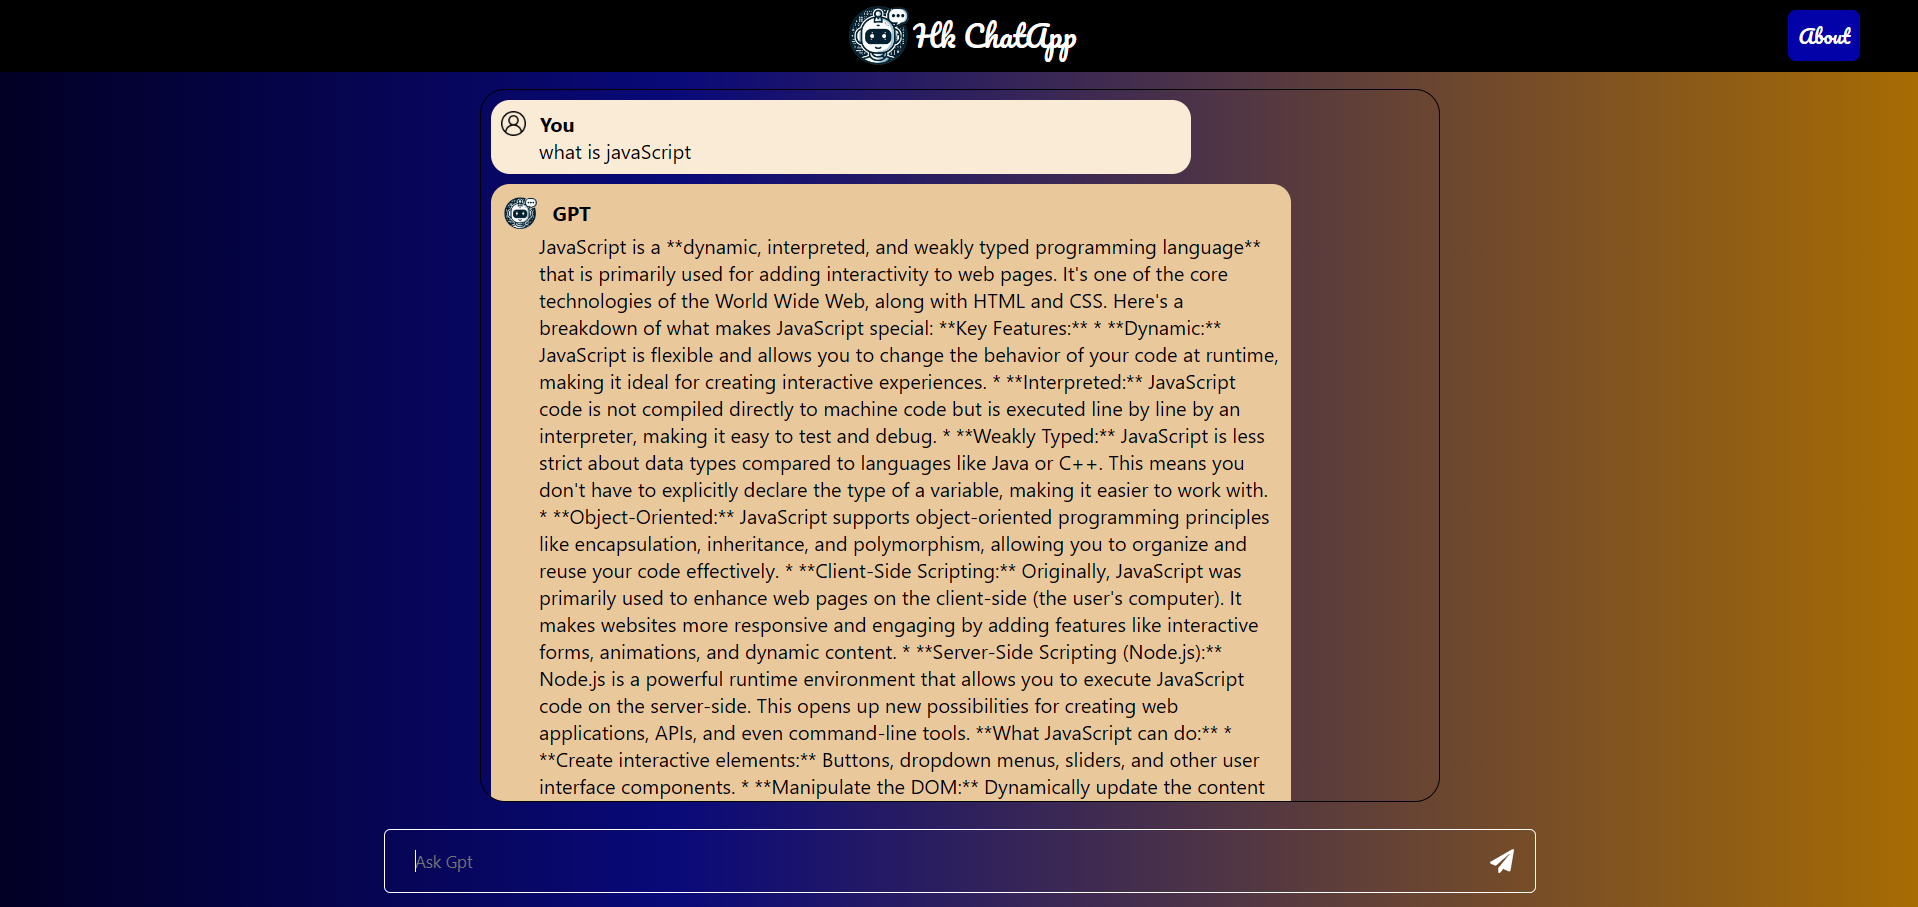 Hk ChatApp
About
You
what is javaScript
GPT
JavaScript is a **dynamic, interpreted, and weakly typed programming language**
that is primarily used for adding interactivity to web pages. It's one of the core
technologies of the World Wide Web, along with HTML and CSS. Here's a
breakdown of what makes JavaScript special: **Key Features:** * **Dynamic:**
JavaScript is flexible and allows you to change the behavior of your code at runtime,
making it ideal for creating interactive experiences. * **Interpreted:** JavaScript
code is not compiled directly to machine code but is executed line by line by an
interpreter, making it easy to test and debug. * **Weakly Typed:** JavaScript is less
strict about data types compared to languages like Java or C++. This means you
don't have to explicitly declare the type of a variable, making it easier to work with.
* **Object-Oriented:** JavaScript supports object-oriented programming principles
like encapsulation, inheritance, and polymorphism, allowing you to organize and
reuse your code effectively. * **Client-Side Scripting:** Originally, JavaScript was
primarily used to enhance web pages on the client-side (the user's computer). It
makes websites more responsive and engaging by adding features like interactive
forms, animations, and dynamic content. * **Server-Side Scripting (Node.js):**
Node.js is a powerful runtime environment that allows you to execute JavaScript
code on the server-side. This opens up new possibilities for creating web
applications, APIs, and even command-line tools. **What JavaScript can do:** *
**Create interactive elements:** Buttons, dropdown menus, sliders, and other user
interface components. * **Manipulate the DOM:** Dynamically update the content
Ask Gpt